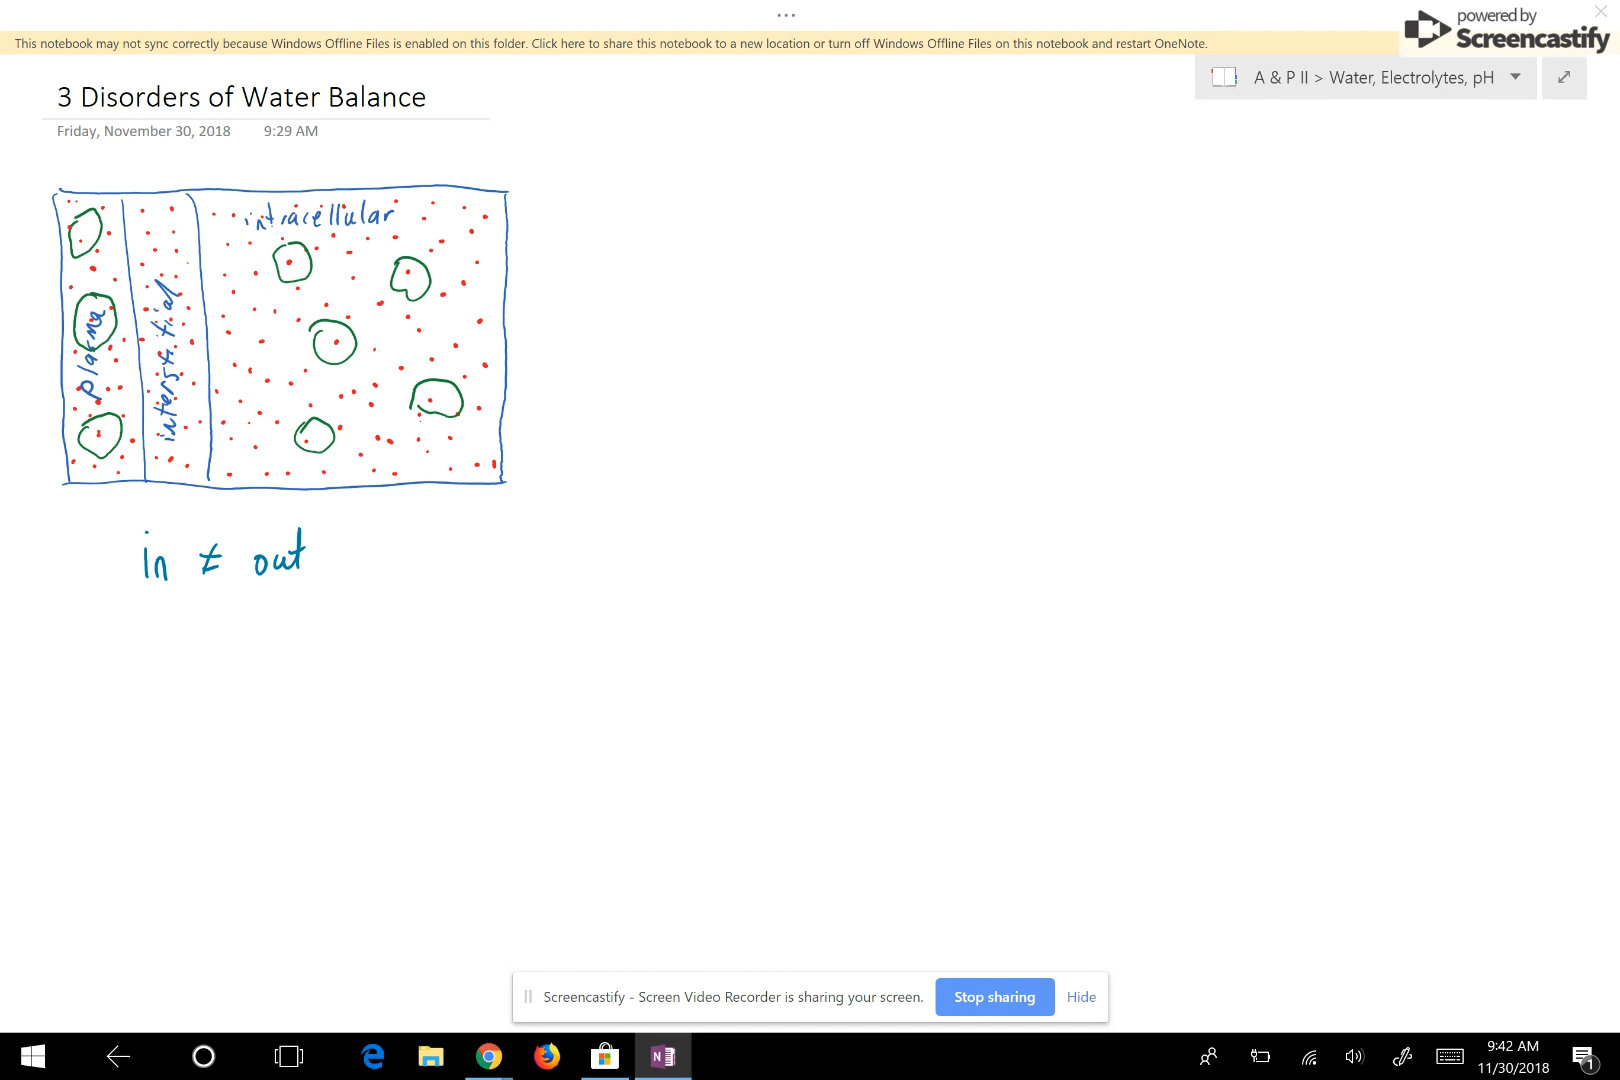 ...
powered by
Screencastify
This notebook may not sync correctly because Windows Offline Files is enabled on this folder. Click here to share this notebook to a new location or turn off Windows Offline Files on this notebook and restart OneNote.
A & P II > Water, Electrolytes, pH
3 Disorders of Water Balance
Friday, November 30, 2018 9:29 AM
intracellular
plasma
interstitial
in ≠ out
Screencastify - Screen Video Recorder is sharing your screen. Stop sharing Hide
N
9:42 AM
11/30/2018
1